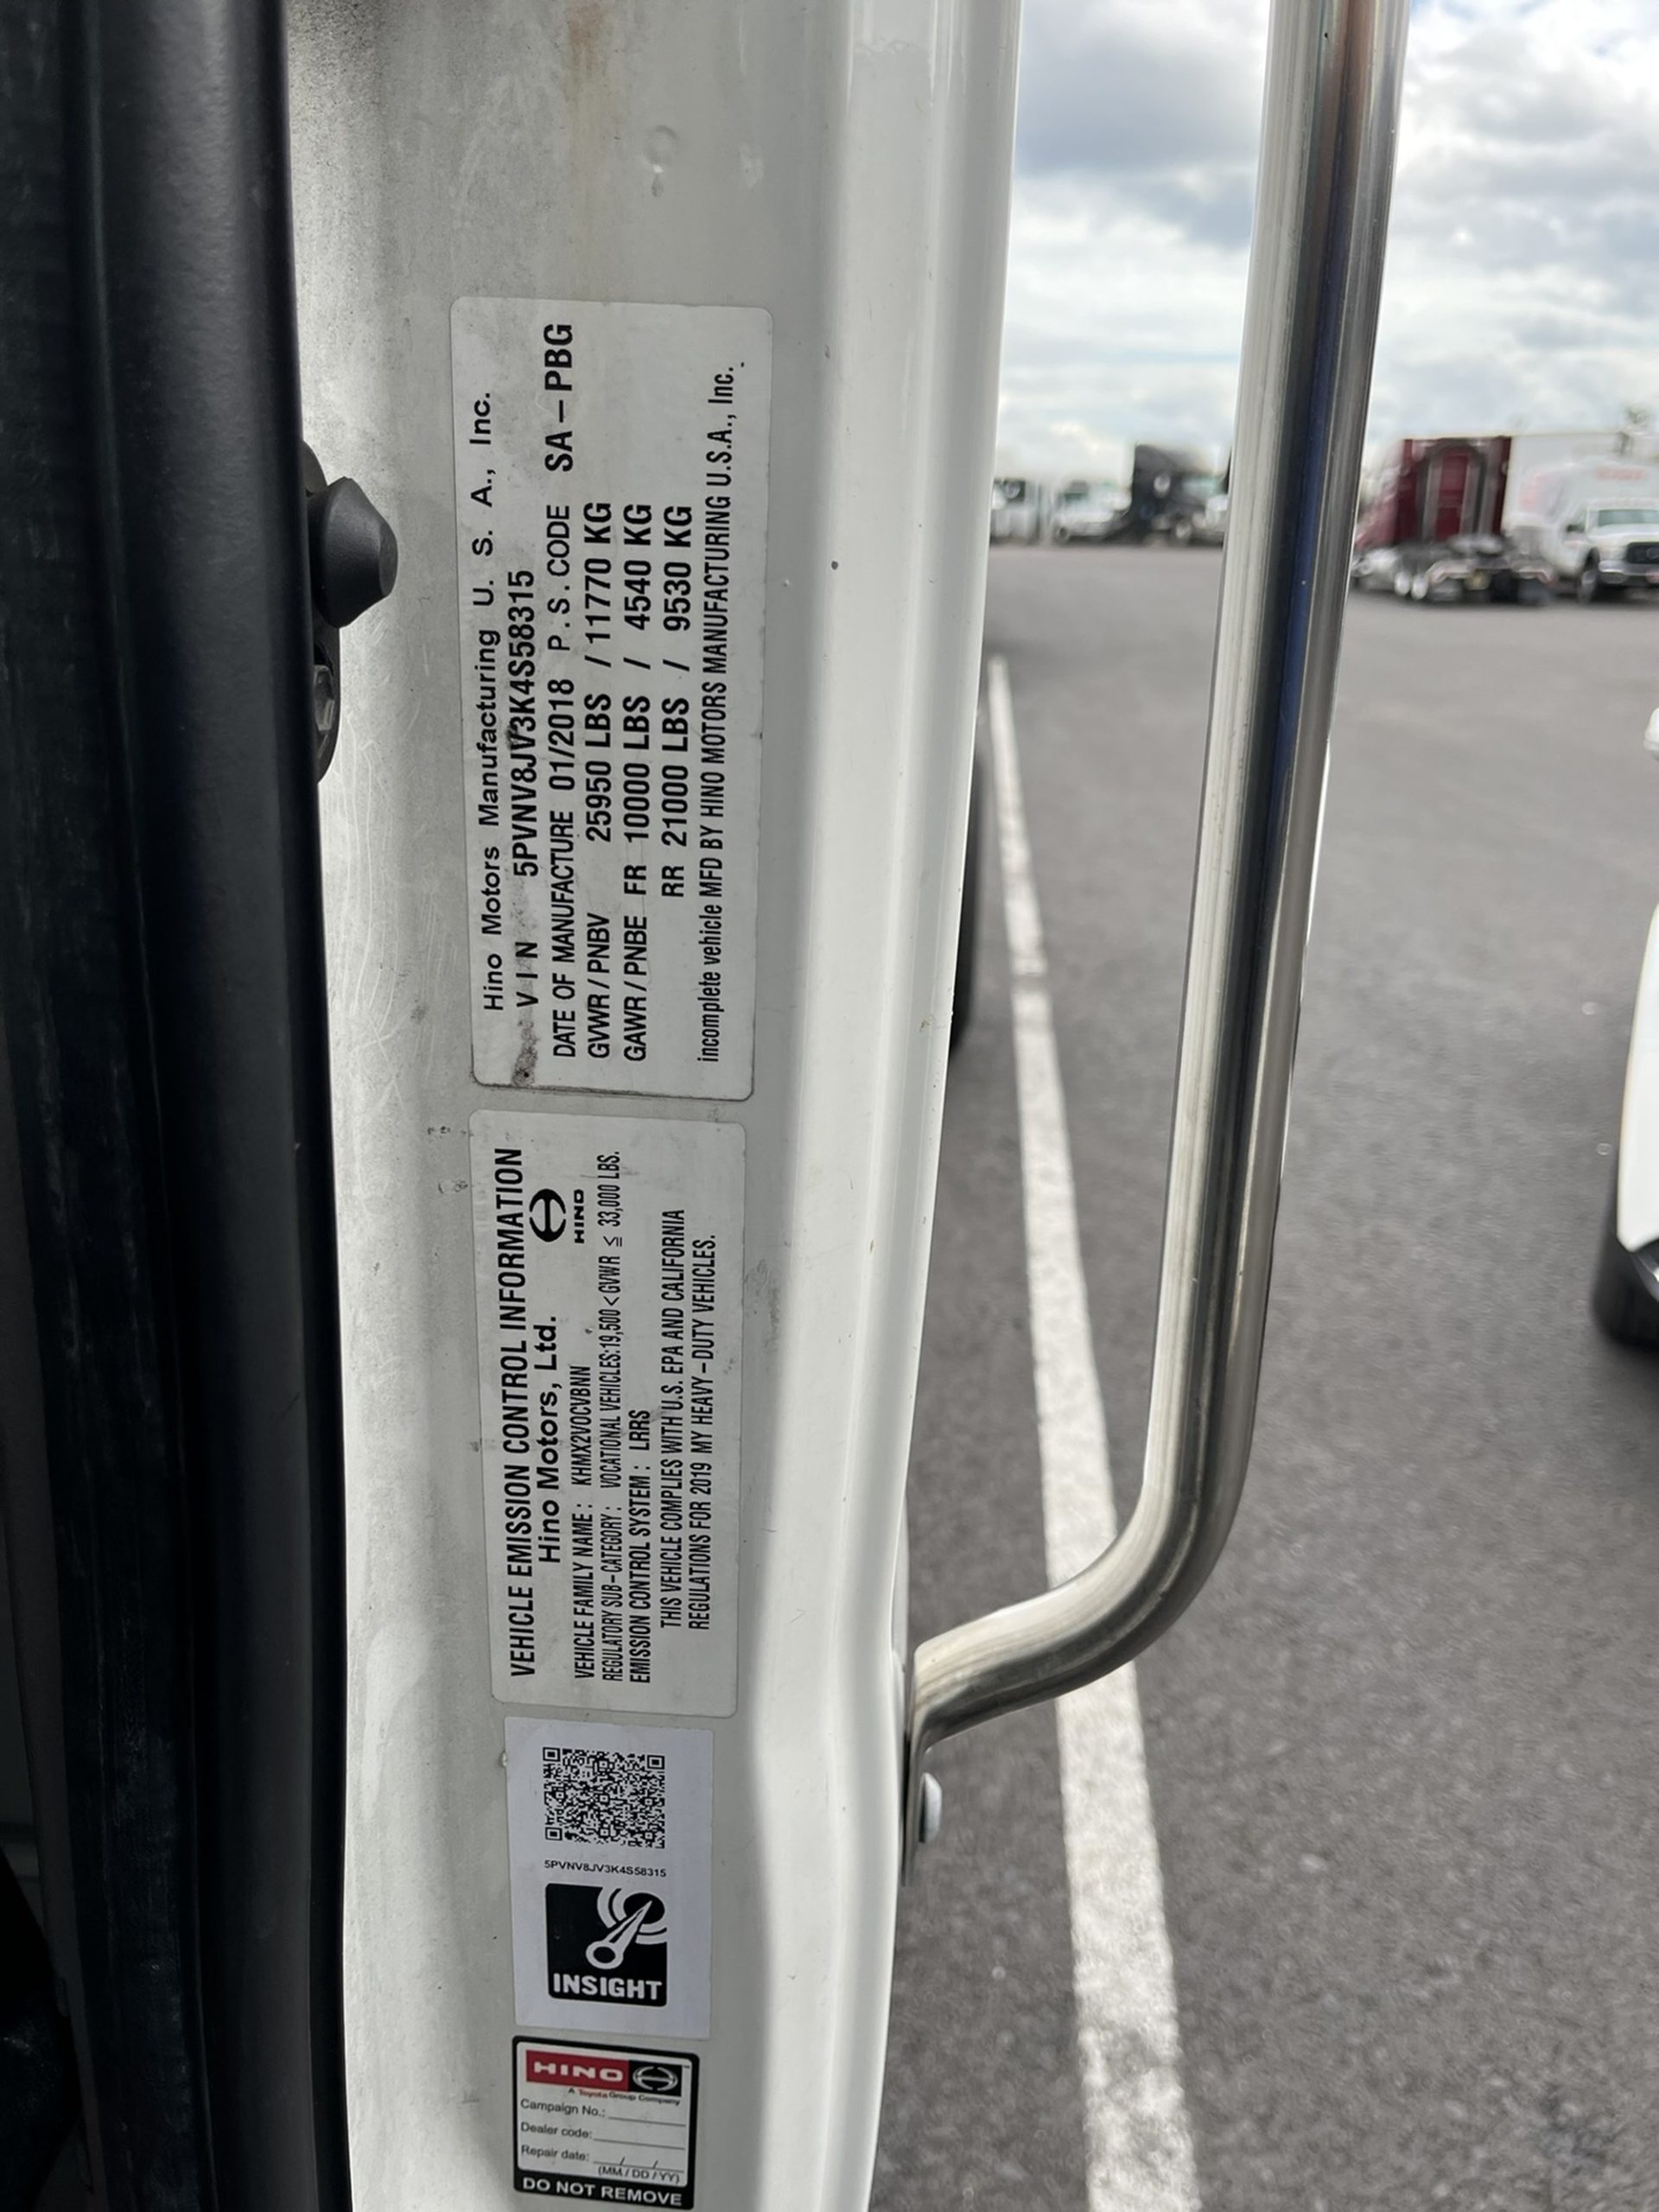 Hino Motors Manufacturing U. S. A., Inc.
VIN 5PVNV8JV3K4S58315
DATE OF MANUFACTURE 01/2018 P.S.CODE SA-PBG
GVWR/PNBV 25950 LBS / 11770 KG
GAWR/PNBE FR 10000 LBS / 4540 KG
RR 21000 LBS / 9530 KG
incomplete vehicle MFD BY HINO MOTORS MANUFACTURING U.S.A., Inc.
VEHICLE EMISSION CONTROL INFORMATION
Hino Motors, Ltd.
HINO
VEHICLE FAMILY NAME : KHMX2VOCVBNN
REGULATORY SUB-CATEGORY : VOCATIONAL VEHICLES:19,500<GVWR ≦ 33,000 LBS.
EMISSION CONTROL SYSTEM : LRRS
THIS VEHICLE COMPLIES WITH U.S. EPA AND CALIFORNIA
REGULATIONS FOR 2019 MY HEAVY-DUTY VEHICLES.
5PVNV8JV3K4S58315
INSIGHT
HINO
A Toyota Group Company
Campaign No.:
Dealer code:
Repair date: / /
(MM / DD / YY)
DO NOT REMOVE